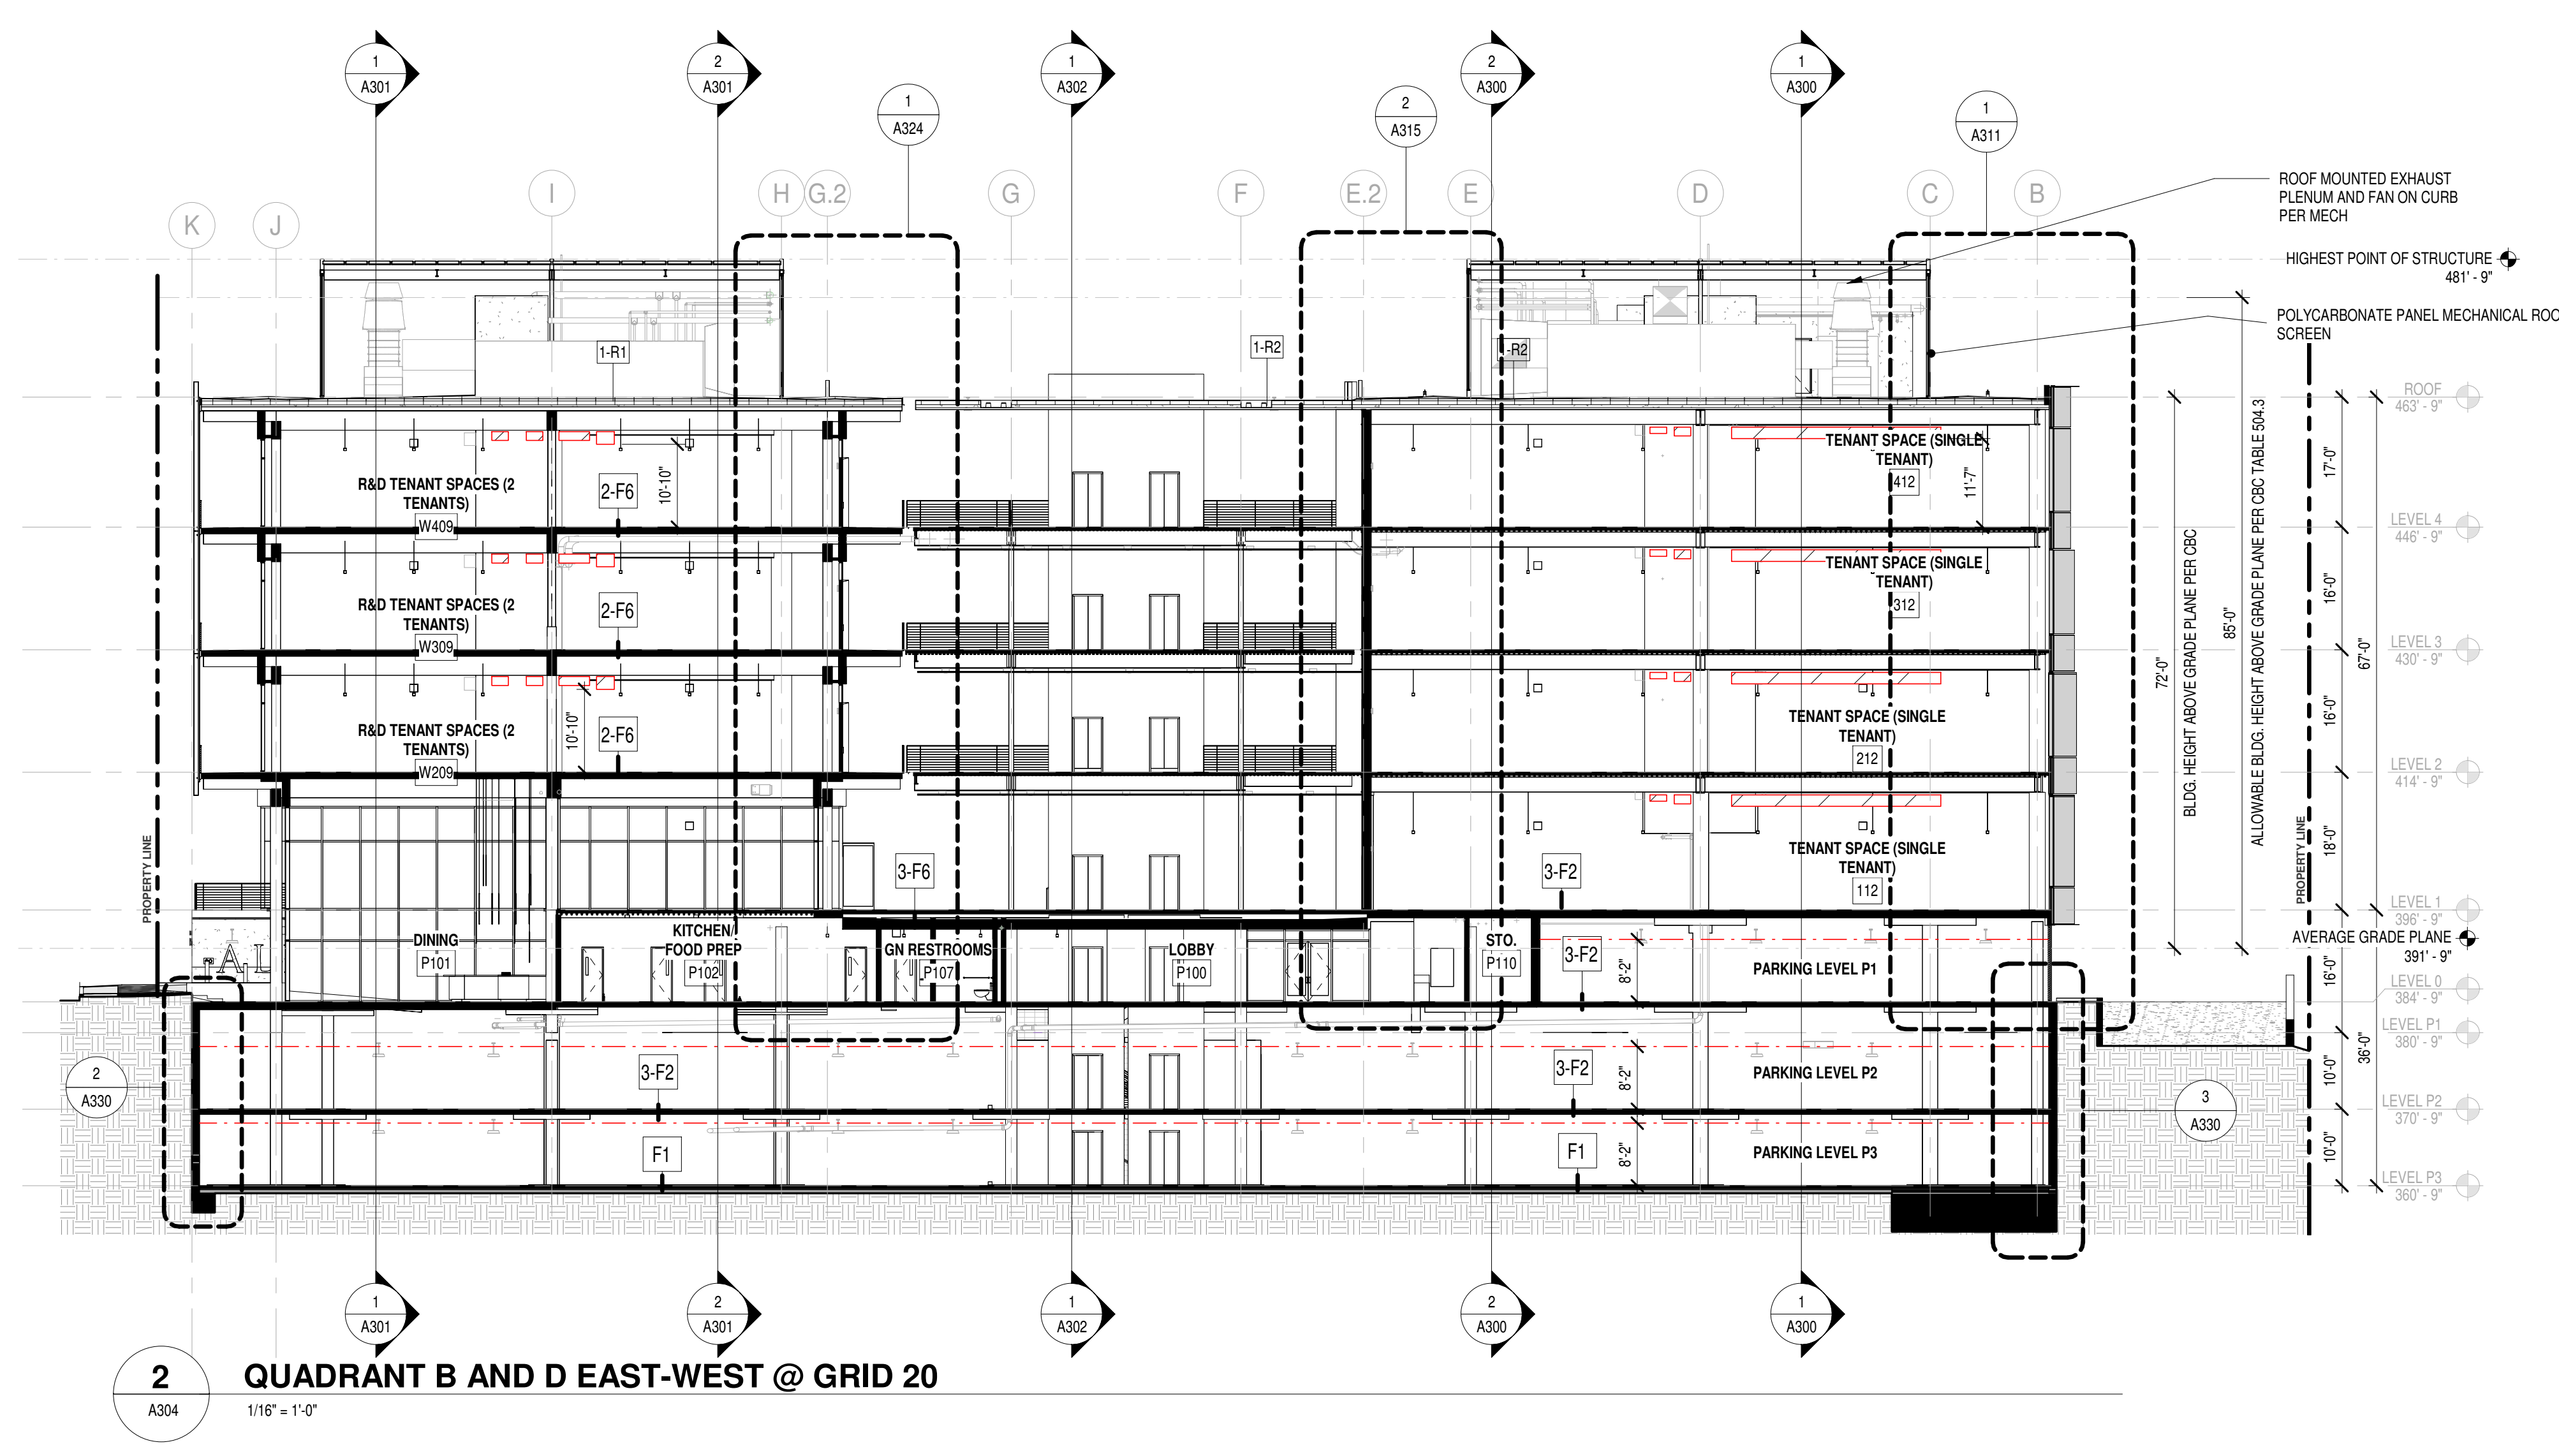 1
A301
2
A301
1
A302
2
A300
1
A300
1
A324
2
A315
1
A311
K
J
I
H
G.2
G
F
E.2
E
D
C
B
ROOF MOUNTED EXHAUST
PLENUM AND FAN ON CURB
PER MECH
HIGHEST POINT OF STRUCTURE
481' - 9"
POLYCARBONATE PANEL MECHANICAL ROO
SCREEN
1-R1
1-R2
1-R2
ROOF
463' - 9"
17'-0"
LEVEL 4
446' - 9"
16'-0"
LEVEL 3
430' - 9"
16'-0"
LEVEL 2
414' - 9"
18'-0"
LEVEL 1
396' - 9"
AVERAGE GRADE PLANE
391' - 9"
16'-0"
LEVEL 0
384' - 9"
LEVEL P1
380' - 9"
10'-0"
LEVEL P2
370' - 9"
10'-0"
LEVEL P3
360' - 9"
67'-0"
36'-0"
72'-0"
BLDG. HEIGHT ABOVE GRADE PLANE PER CBC
85'-0"
ALLOWABLE BLDG. HEIGHT ABOVE GRADE PLANE PER CBC TABLE 504.3
PROPERTY LINE
PROPERTY LINE
R&D TENANT SPACES (2
TENANTS)
W409
2-F6
10'-10"
TENANT SPACE (SINGLE
TENANT)
412
11'-7"
R&D TENANT SPACES (2
TENANTS)
W309
2-F6
TENANT SPACE (SINGLE
TENANT)
312
R&D TENANT SPACES (2
TENANTS)
W209
10'-10"
2-F6
TENANT SPACE (SINGLE
TENANT)
212
3-F6
3-F2
TENANT SPACE (SINGLE
TENANT)
112
AL
DINING
P101
KITCHEN/
FOOD PREP
P102
GN RESTROOMS
P107
LOBBY
P100
STO.
P110
3-F2
8'-2"
PARKING LEVEL P1
3-F2
3-F2
8'-2"
PARKING LEVEL P2
F1
F1
8'-2"
PARKING LEVEL P3
2
A330
3
A330
1
A301
2
A301
1
A302
2
A300
1
A300
2
A304
QUADRANT B AND D EAST-WEST @ GRID 20
1/16" = 1'-0"